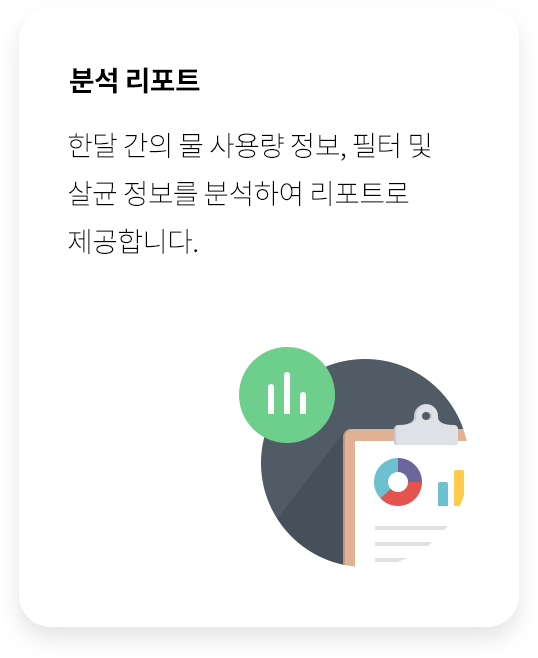 분석 리포트
한달 간의 물 사용량 정보, 필터 및
살균 정보를 분석하여 리포트로
제공합니다.